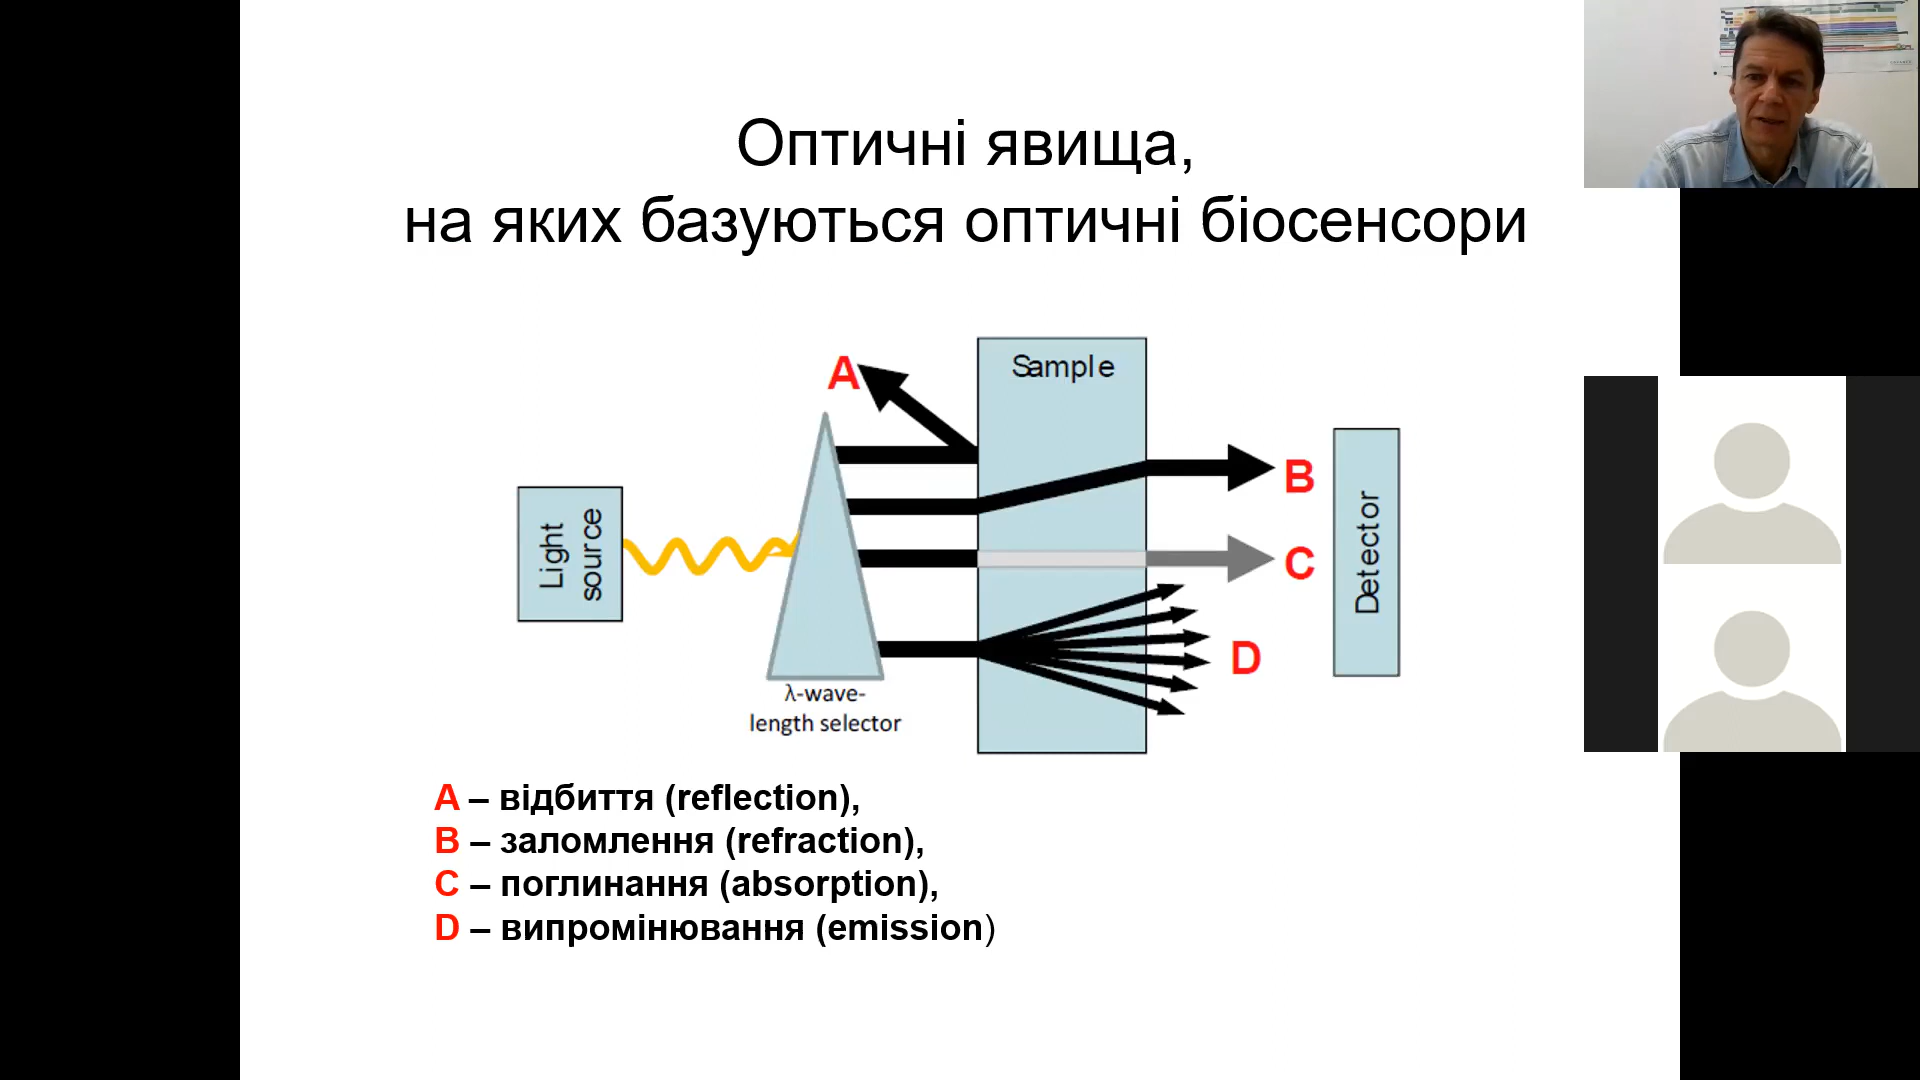 Оптичні явища,
на яких базуються оптичні біосенсори
Sample
A
B
Light
source
C
Detector
D
λ-wave-
length selector
A – відбиття (reflection),
B – заломлення (refraction),
C – поглинання (absorption),
D – випромінювання (emission)